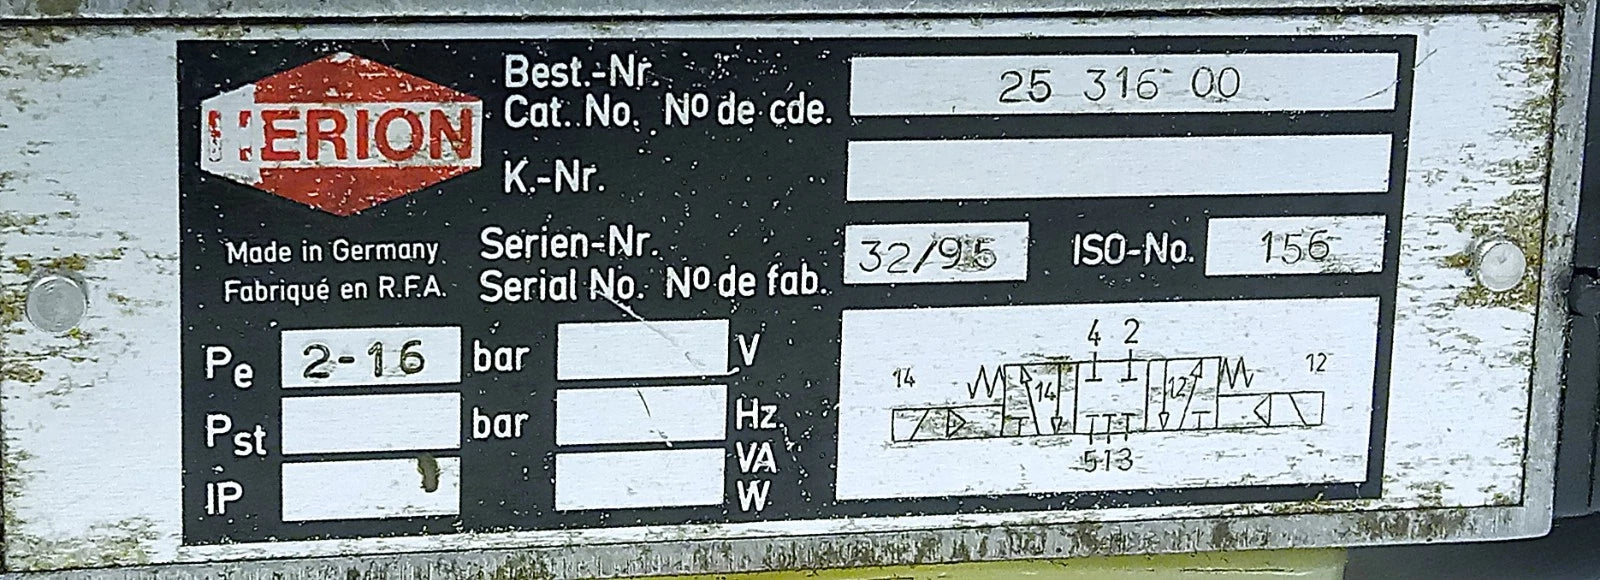 HERION
Best.-Nr.
Cat. No. Nº de cde.
25 316 00
K.-Nr.
Made in Germany
Fabriqué en R.F.A.
Serien-Nr.
Serial No. Nº de fab.
32/95
ISO-No.
156
Pe 2-16 bar
V
Pst bar
Hz
VA
IP
W
4 2
14 12
14 12
513